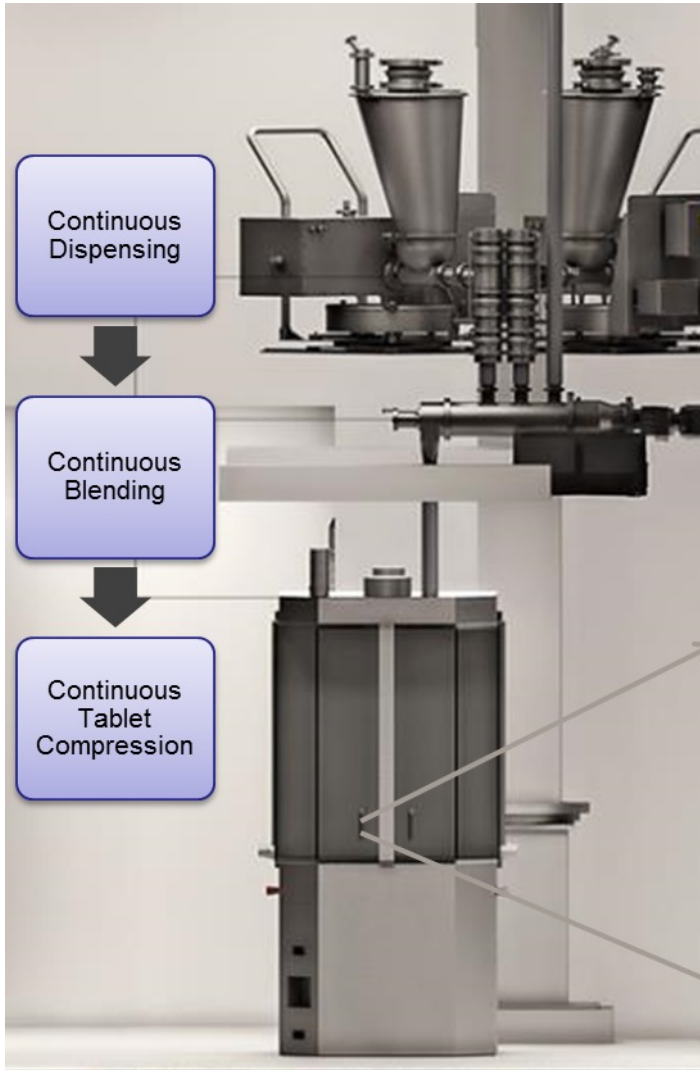 Continuous
Dispensing
Continuous
Blending
Continuous
Tablet
Compression